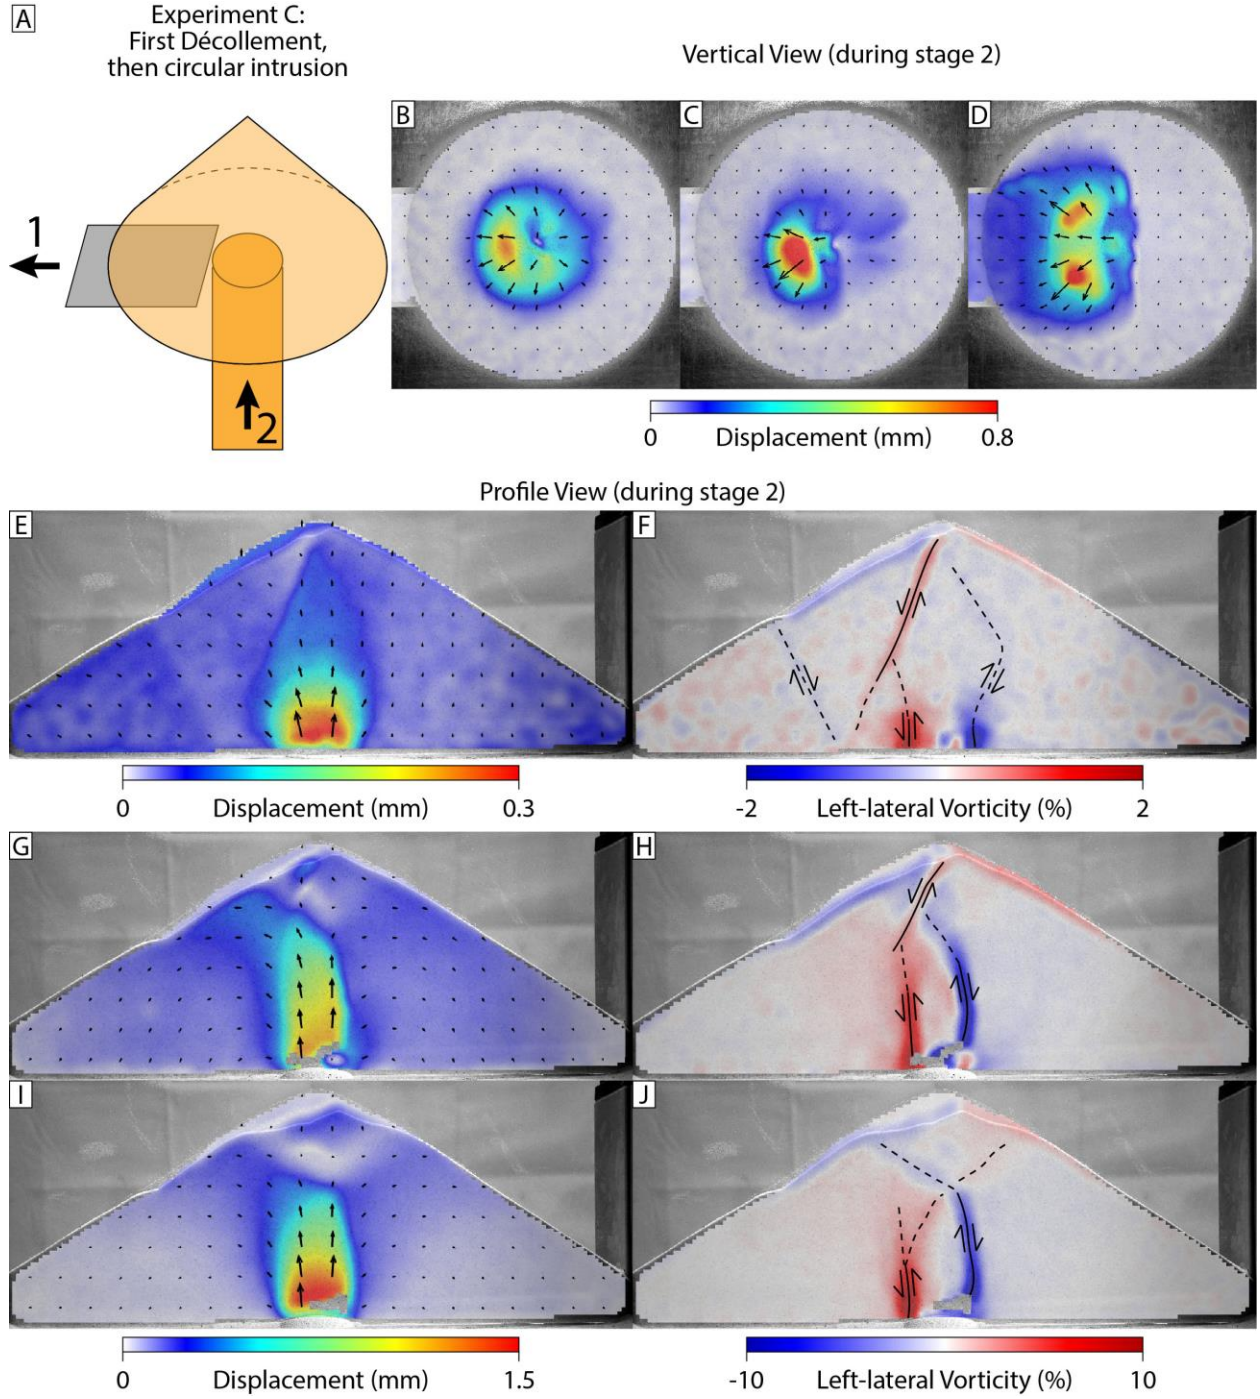 A
Experiment C:
First Décollement,
then circular intrusion
1
2
Vertical View (during stage 2)
B
C
D
0 Displacement (mm) 0.8
Profile View (during stage 2)
E
F
0 Displacement (mm) 0.3
-2 Left-lateral Vorticity (%) 2
G
H
I
J
0 Displacement (mm) 1.5
-10 Left-lateral Vorticity (%) 10